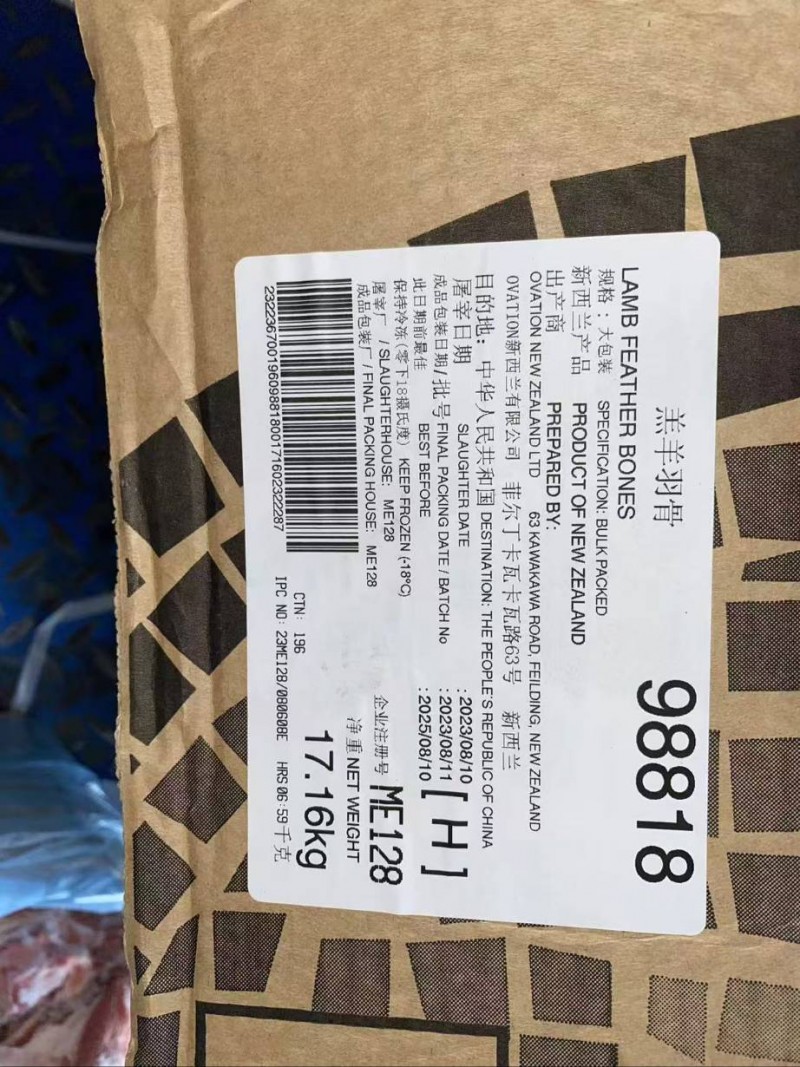 羔羊羽骨
LAMB FEATHER BONES
98818
规格：大包装 SPECIFICATION: BULK PACKED
新西兰产品 PRODUCT OF NEW ZEALAND
出产商 PREPARED BY:
OVATION NEW ZEALAND LTD 63 KAWAKAWA ROAD, FEILDING, NEW ZEALAND
OVATION新西兰有限公司 菲尔丁卡瓦卡瓦路63号 新西兰
目的地：中华人民共和国 DESTINATION: THE PEOPLE'S REPUBLIC OF CHINA
屠宰日期 SLAUGHTER DATE : 2023/08/10
成品包装日期/批号 FINAL PACKING DATE / BATCH No : 2023/08/11 [ H ]
此日期前最佳 BEST BEFORE : 2025/08/10
保持冷冻(零下18摄氏度) KEEP FROZEN (-18°C)
屠宰厂 / SLAUGHTERHOUSE: ME128
企业注册号 ME128
成品包装厂 / FINAL PACKING HOUSE: ME128
净重 NET WEIGHT
17.16kg
CTN: 196
2322367001960988180017160232287
IPC NO: 23ME128/080608E HRS 06:59 千克